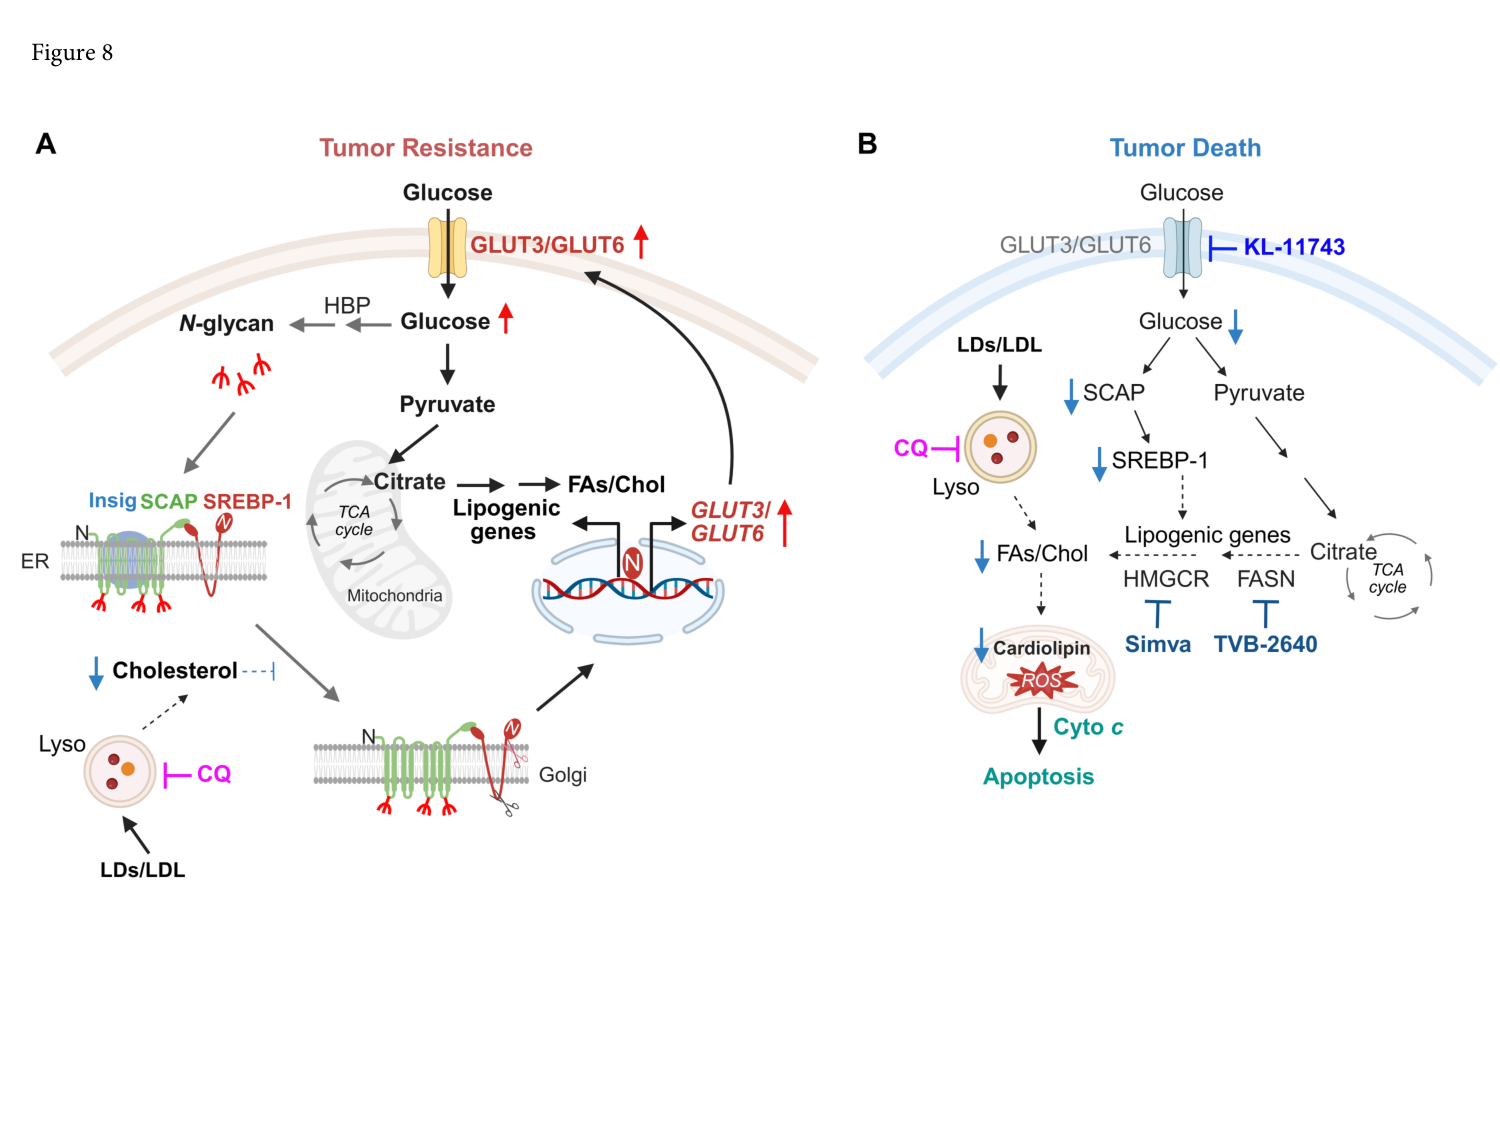 Figure 8
A
Tumor Resistance
Glucose
GLUT3/GLUT6
HBP
N-glycan
Glucose
Pyruvate
Citrate
FAs/Chol
Lipogenic
genes
GLUT3/
GLUT6
TCA
cycle
Mitochondria
N
Insig SCAP SREBP-1
N
N
ER
Cholesterol
Lyso
CQ
LDs/LDL
N
N
Golgi
B
Tumor Death
Glucose
GLUT3/GLUT6
KL-11743
Glucose
LDs/LDL
SCAP
Pyruvate
CQ
SREBP-1
Lyso
Lipogenic genes
FAs/Chol
Citrate
HMGCR
FASN
TCA
cycle
Simva
TVB-2640
Cardiolipin
ROS
Cyto c
Apoptosis